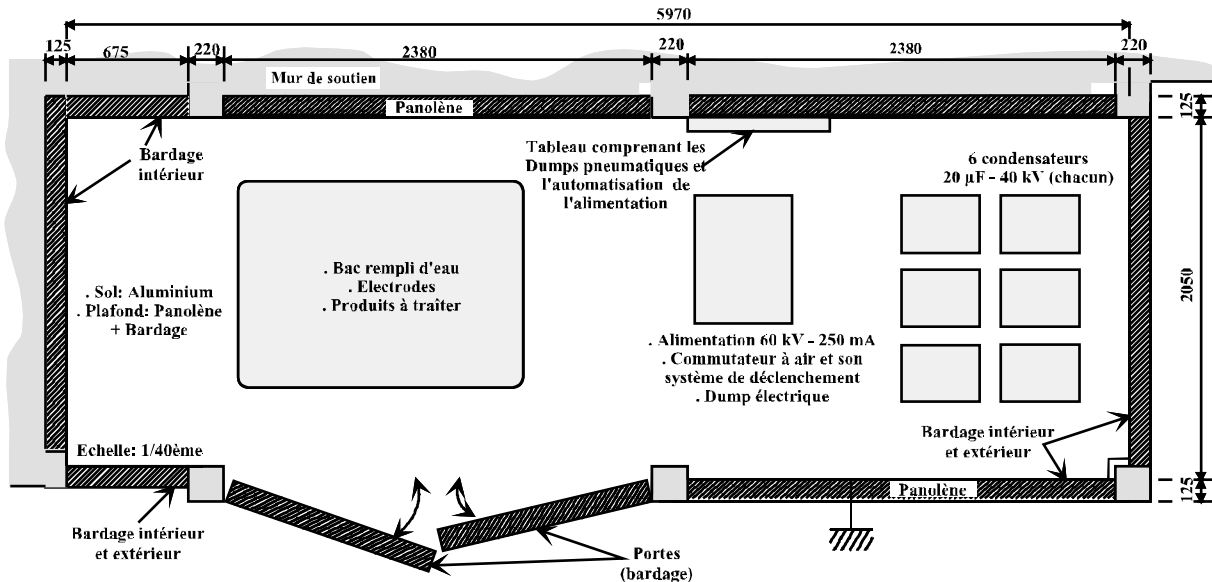 5970
125
675
220
2380
220
2380
220
Mur de soutien
Panolène
125
Bardage
intérieur
Tableau comprenant les
Dumps pneumatiques et
l'automatisation de
l'alimentation
6 condensateurs
20 µF - 40 kV (chacun)
. Bac rempli d'eau
. Electrodes
. Produits à traîter
. Sol: Aluminium
. Plafond: Panolène
+ Bardage
2050
. Alimentation 60 kV - 250 mA
. Commutateur à air et son
système de déclenchement
. Dump électrique
Bardage intérieur
et extérieur
Echelle: 1/40ème
Panolène
125
Bardage intérieur
et extérieur
Portes
(bardage)